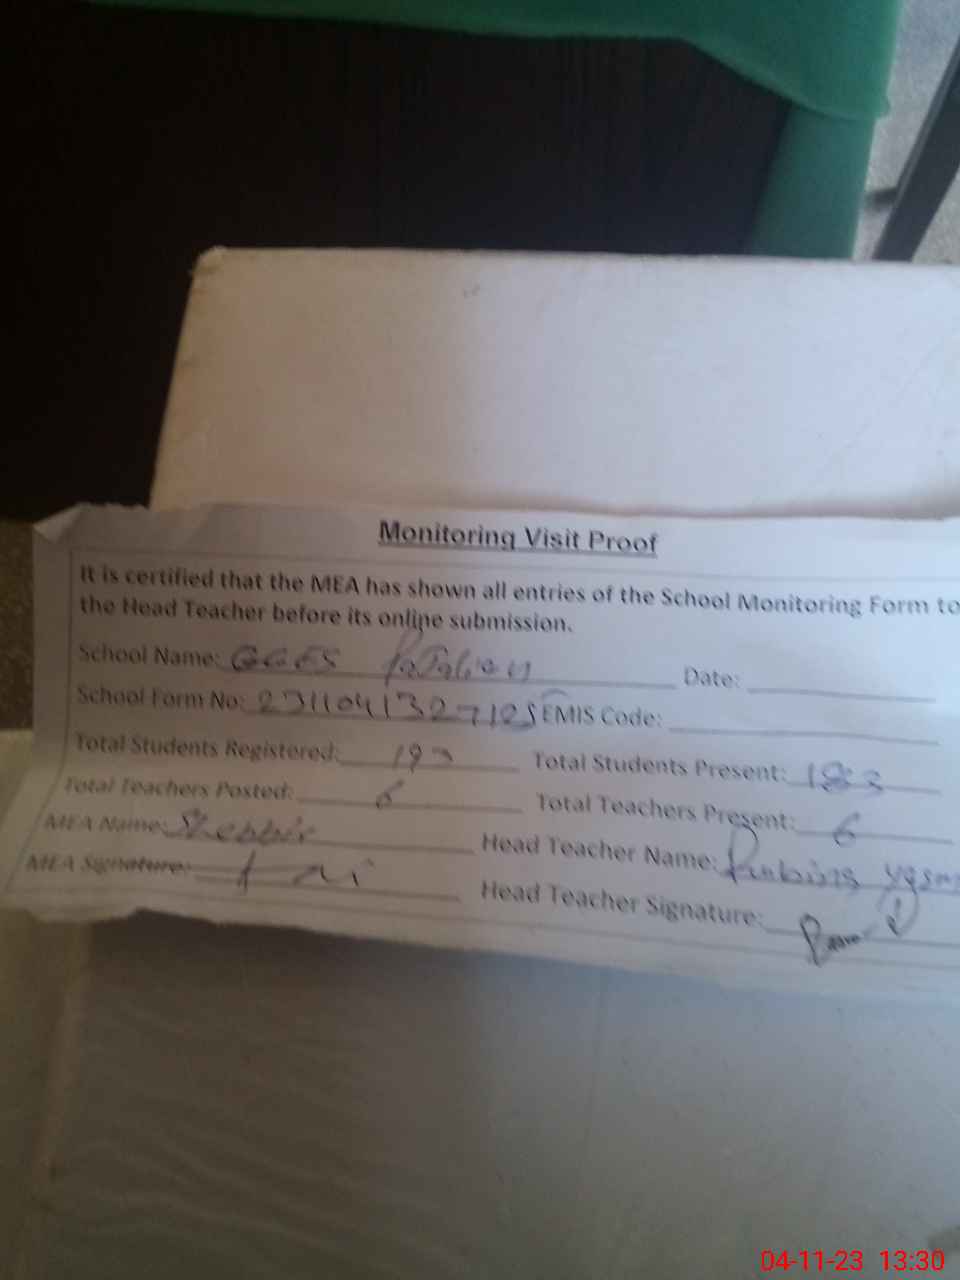 Monitoring Visit Proof
It is certified that the MEA has shown all entries of the School Monitoring Form to
the Head Teacher before its online submission.
School Name: GGES Date:
School Form No: EMIS Code:
Total Students Registered: Total Students Present: 183
Total Teachers Posted: 6 Total Teachers Present: 6
MEA Name: Shabbir Head Teacher Name: Rubina
MEA Signature: Head Teacher Signature:
04-11-23 13:30